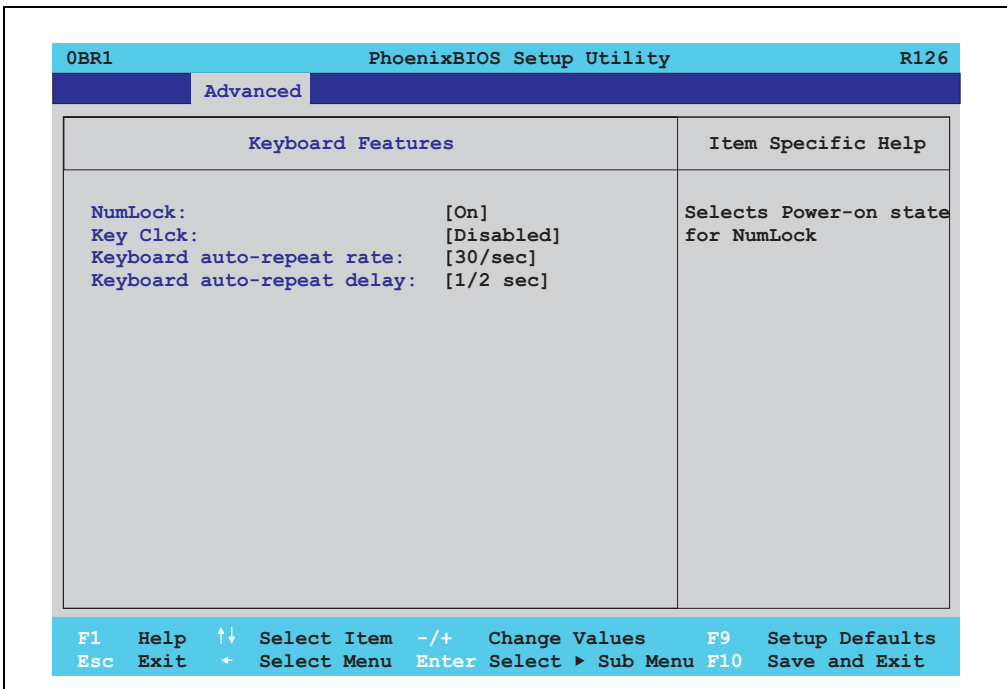 0BR1 PhoenixBIOS Setup Utility R126
Advanced
Keyboard Features
Item Specific Help
NumLock: [On]
Key Clck: [Disabled]
Keyboard auto-repeat rate: [30/sec]
Keyboard auto-repeat delay: [1/2 sec]
Selects Power-on state
for NumLock
F1 Help ↑↓ Select Item -/+ Change Values F9 Setup Defaults
Esc Exit ← Select Menu Enter Select ▶ Sub Menu F10 Save and Exit